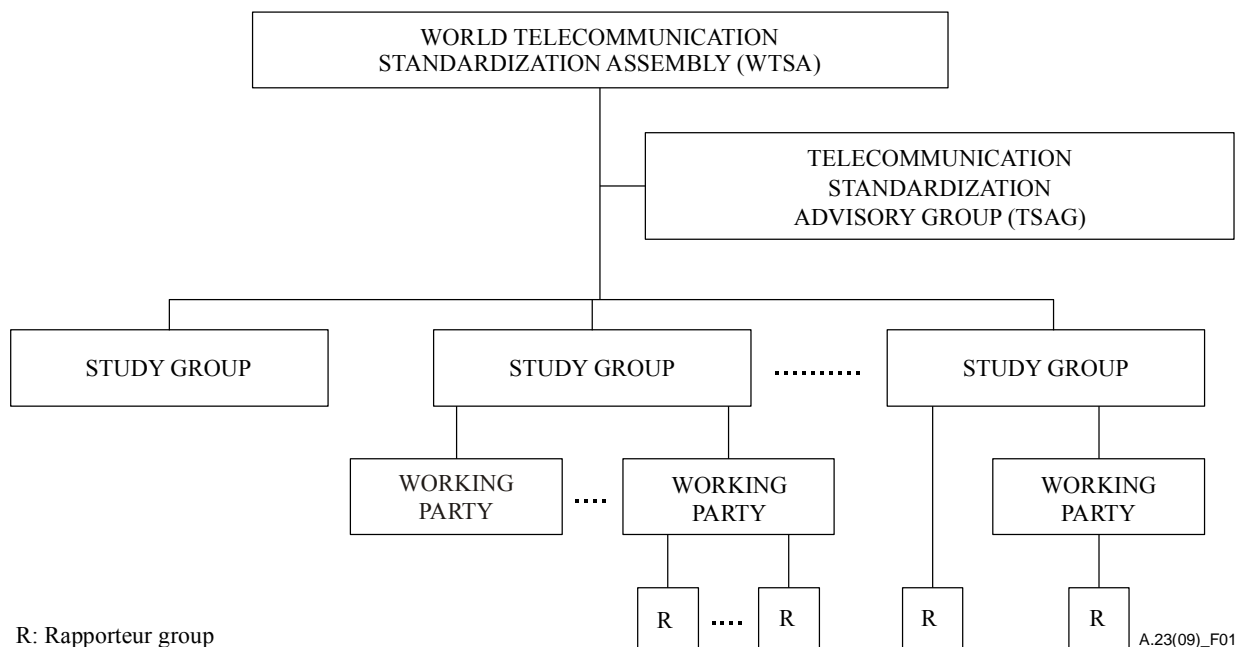 WORLD TELECOMMUNICATION
STANDARDIZATION ASSEMBLY (WTSA)
TELECOMMUNICATION
STANDARDIZATION
ADVISORY GROUP (TSAG)
STUDY GROUP
STUDY GROUP
..........
STUDY GROUP
WORKING
PARTY
....
WORKING
PARTY
WORKING
PARTY
R
....
R
R
R
R: Rapporteur group
A.23(09)_F01